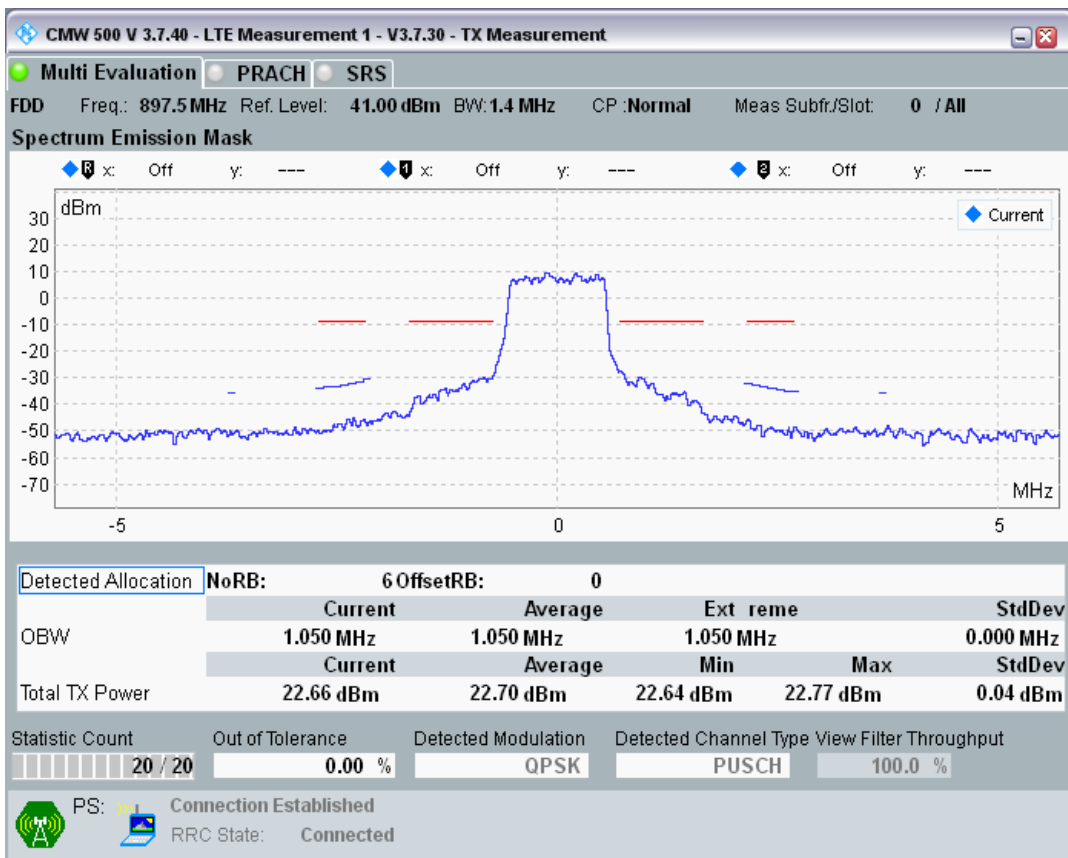 CMW 500 V 3.7.40 - LTE Measurement 1 - V3.7.30 - TX Measurement
Multi Evaluation PRACH SRS
FDD Freq.: 897.5 MHz Ref. Level: 41.00 dBm BW: 1.4 MHz CP :Normal Meas Subfr./Slot: 0 / All
Spectrum Emission Mask
R x: Off y: --- 1 x: Off y: --- 2 x: Off y: ---
dBm
Current
30
20
10
0
-10
-20
-30
-40
-50
-60
-70
MHz
-5 0 5
Detected Allocation NoRB: 6 OffsetRB: 0
Current Average Ext reme StdDev
OBW 1.050 MHz 1.050 MHz 1.050 MHz 0.000 MHz
Current Average Min Max StdDev
Total TX Power 22.66 dBm 22.70 dBm 22.64 dBm 22.77 dBm 0.04 dBm
Statistic Count Out of Tolerance Detected Modulation Detected Channel Type View Filter Throughput
20 / 20 0.00 % QPSK PUSCH 100.0 %
PS: Connection Established
RRC State: Connected